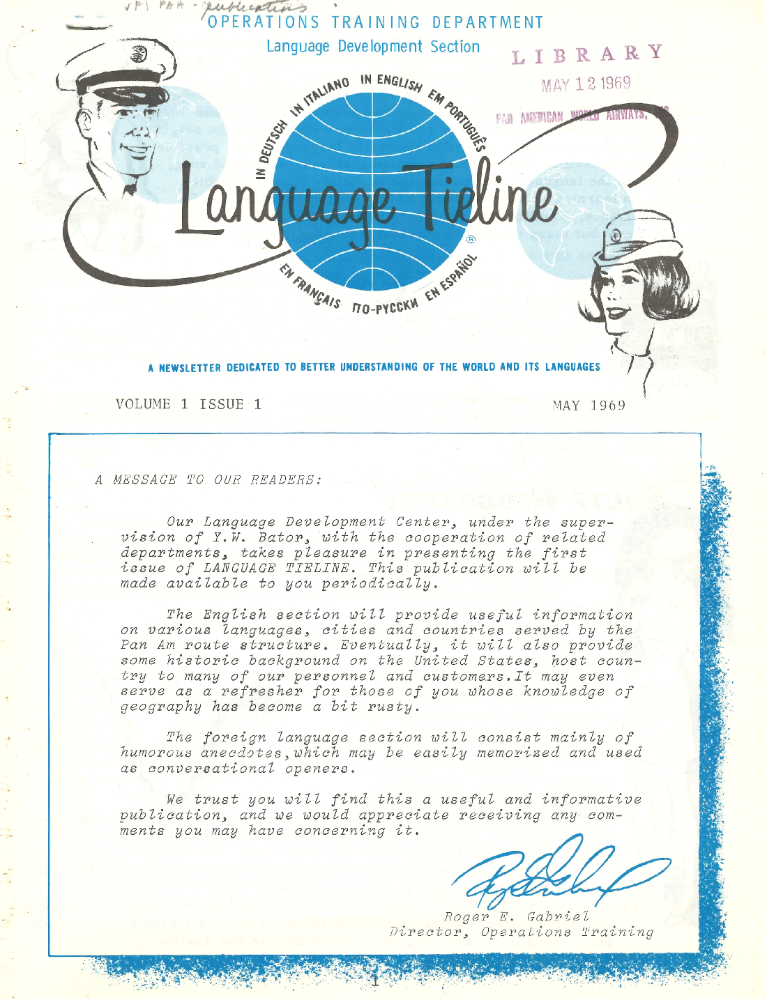 publications
OPERATIONS TRAINING DEPARTMENT
Language Development Section
LIBRARY
MAY 12 1969
PAN AMERICAN WORLD AIRWAYS,
IN DEUTSCH IN ITALIANO IN ENGLISH EM PORTUGUÊS
Language Tieline
®
EN FRANÇAIS ПО-РУССКИ EN ESPAÑOL
A NEWSLETTER DEDICATED TO BETTER UNDERSTANDING OF THE WORLD AND ITS LANGUAGES
VOLUME 1 ISSUE 1
MAY 1969
A MESSAGE TO OUR READERS:
Our Language Development Center, under the super-
vision of Y.W. Bator, with the cooperation of related
departments, takes pleasure in presenting the first
issue of LANGUAGE TIELINE. This publication will be
made available to you periodically.
The English section will provide useful information
on various languages, cities and countries served by the
Pan Am route structure. Eventually, it will also provide
some historic background on the United States, host coun-
try to many of our personnel and customers.It may even
serve as a refresher for those of you whose knowledge of
geography has become a bit rusty.
The foreign language section will consist mainly of
humorous anecdotes,which may be easily memorized and used
as conversational openers.
We trust you will find this a useful and informative
publication, and we would appreciate receiving any com-
ments you may have concerning it.
Roger E. Gabriel
Director, Operations Training
1